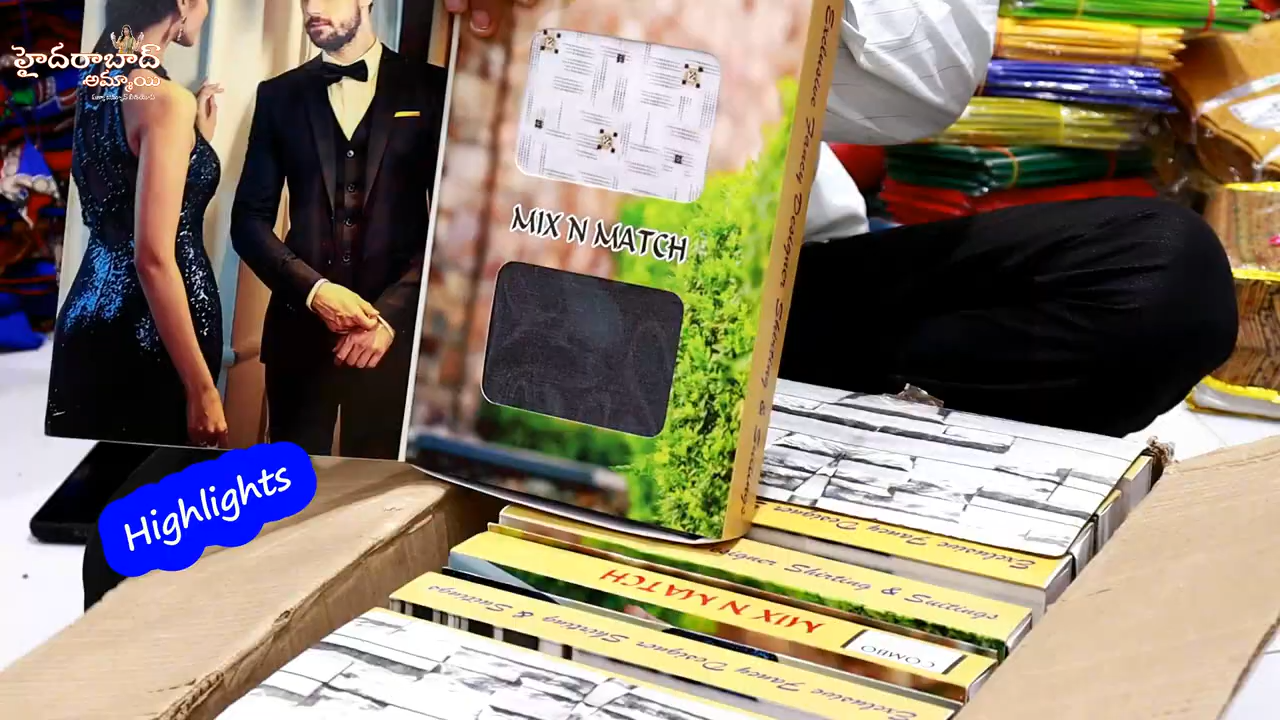 హైదరాబాద్
అమ్మాయి
MIX N MATCH
Exclusive Fancy Designer Shirting & Suitings
Highlights
Exclusive Fancy Designer
Designer Shirting & Suitings
MIX N MATCH
COMBO
Exclusive Fancy Designer Shirting & Suitings